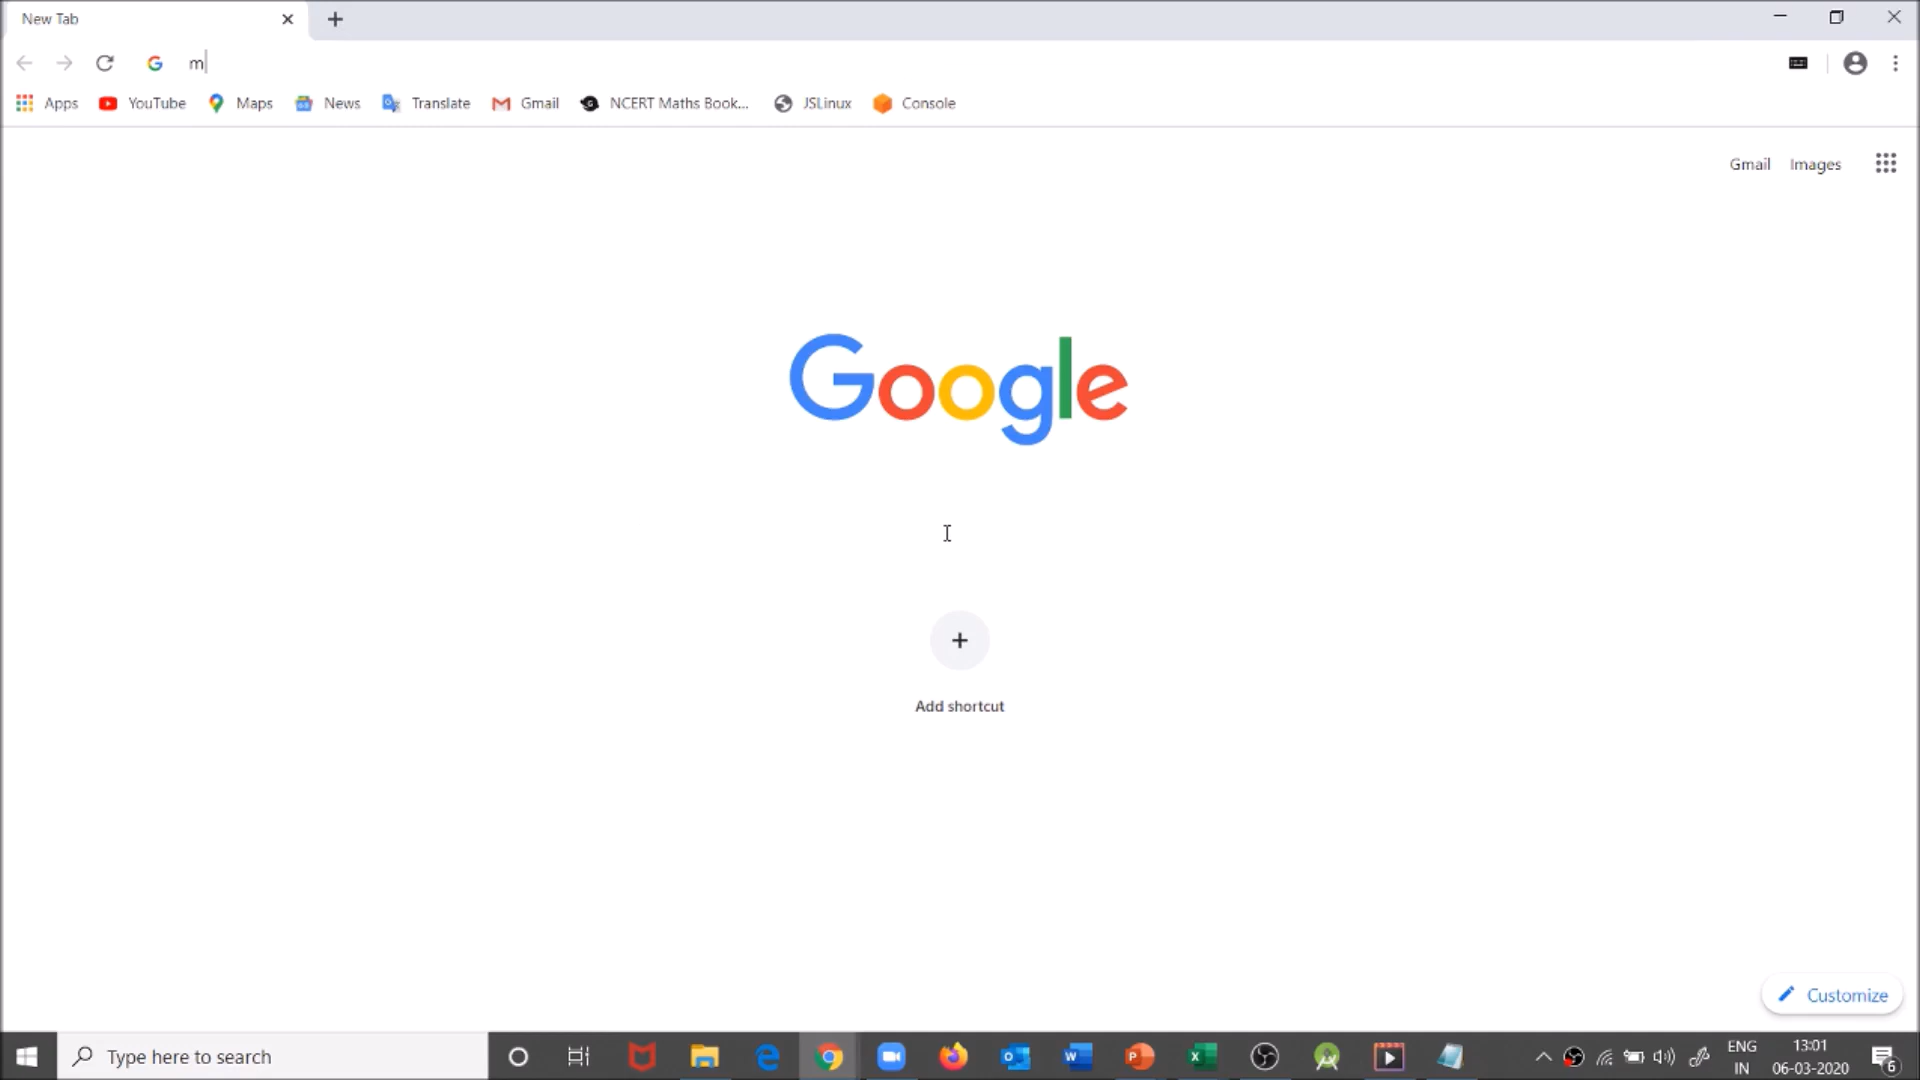 New Tab
m
Apps YouTube Maps News Translate Gmail NCERT Maths Book... JSLinux Console
Gmail Images
Google
Add shortcut
Customize
Type here to search
ENG 13:01
IN 06-03-2020 6